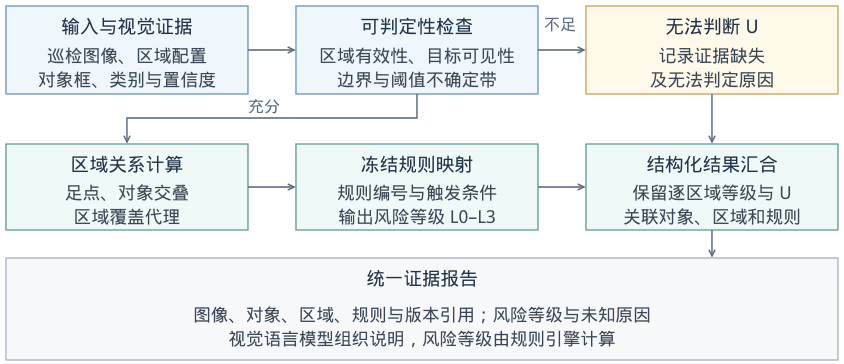 输入与视觉证据
巡检图像、区域配置
对象框、类别与置信度
可判定性检查
区域有效性、目标可见性
边界与阈值不确定带
不足
无法判断 U
记录证据缺失
及无法判定原因
充分
区域关系计算
足点、对象交叠
区域覆盖代理
冻结规则映射
规则编号与触发条件
输出风险等级 L0–L3
结构化结果汇合
保留逐区域等级与 U
关联对象、区域和规则
统一证据报告
图像、对象、区域、规则与版本引用；风险等级与未知原因
视觉语言模型组织说明，风险等级由规则引擎计算